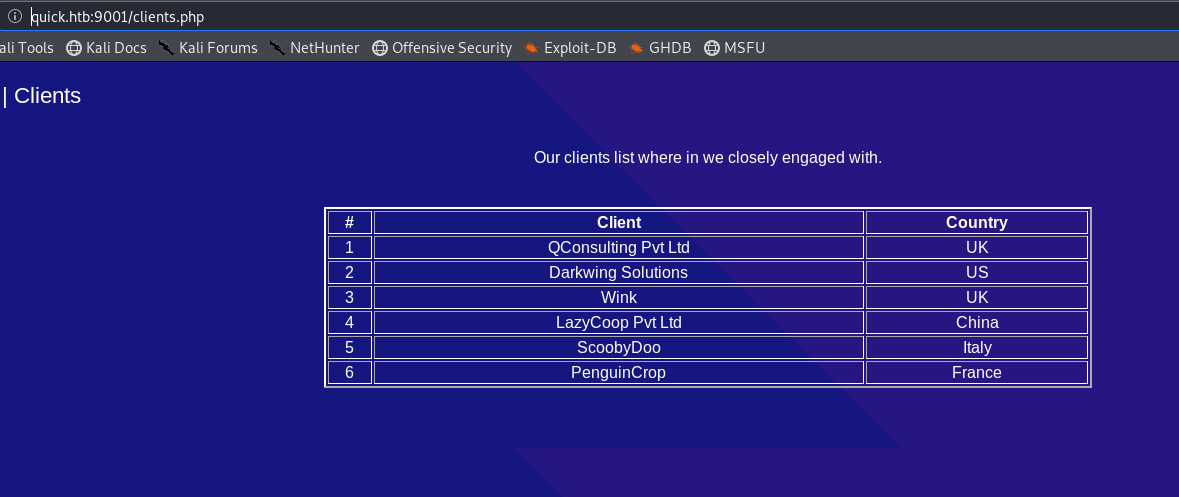 quick.htb:9001/clients.php
ali Tools Kali Docs Kali Forums NetHunter Offensive Security Exploit-DB GHDB MSFU
| Clients
Our clients list where in we closely engaged with.
# Client Country
1 QConsulting Pvt Ltd UK
2 Darkwing Solutions US
3 Wink UK
4 LazyCoop Pvt Ltd China
5 ScoobyDoo Italy
6 PenguinCrop France